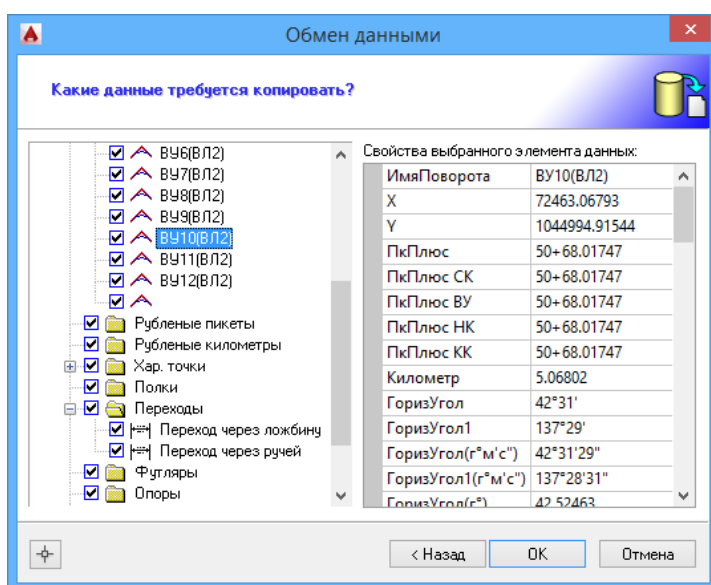 Обмен данными
Какие данные требуется копировать?
ВУ6(ВЛ2)
ВУ7(ВЛ2)
ВУ8(ВЛ2)
ВУ9(ВЛ2)
ВУ10(ВЛ2)
ВУ11(ВЛ2)
ВУ12(ВЛ2)
Рубленые пикеты
Рубленые километры
Хар. точки
Полки
Переходы
Переход через ложбину
Переход через ручей
Футляры
Опоры
Свойства выбранного элемента данных:
ИмяПоворота ВУ10(ВЛ2)
X 72463.06793
Y 1044994.91544
ПкПлюс 50+68.01747
ПкПлюс СК 50+68.01747
ПкПлюс ВУ 50+68.01747
ПкПлюс НК 50+68.01747
ПкПлюс КК 50+68.01747
Километр 5.06802
ГоризУгол 42°31'
ГоризУгол1 137°29'
ГоризУгол(г°м'с") 42°31'29"
ГоризУгол1(г°м'с") 137°28'31"
ГоризУгол(г°) 42.52463
< Назад OK Отмена